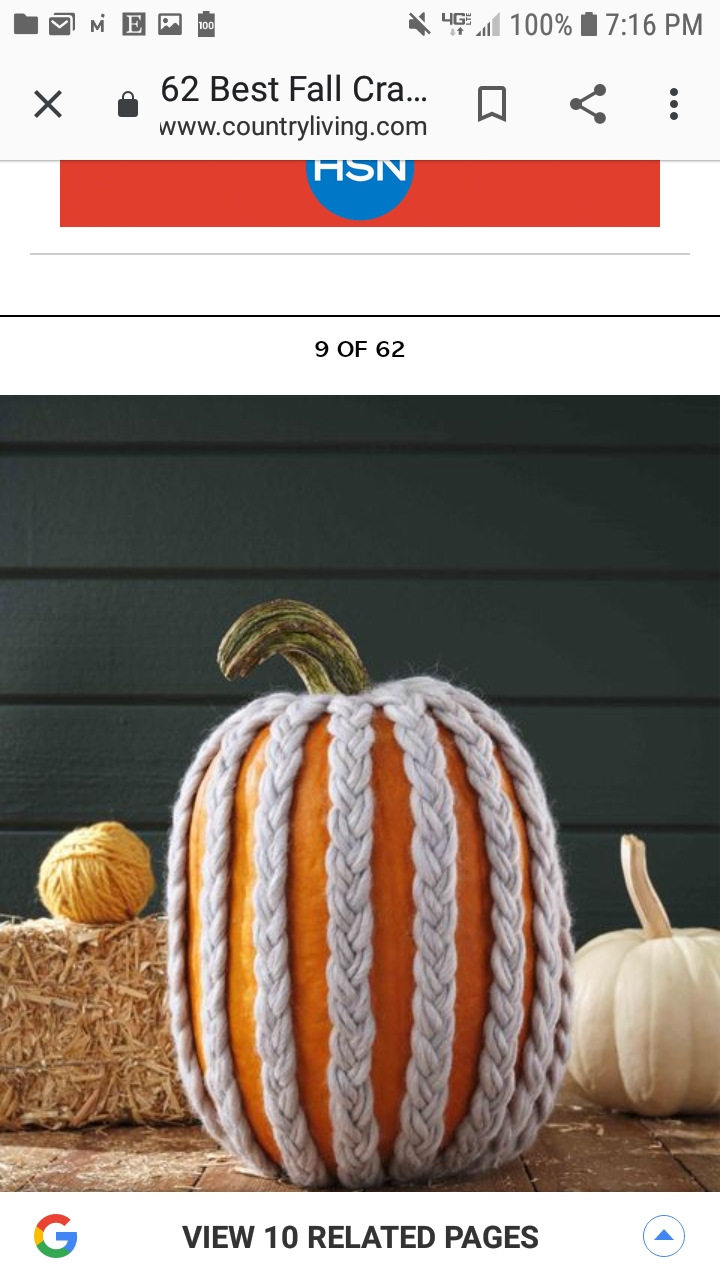 100
4G
100%
7:16 PM
62 Best Fall Cra...
www.countryliving.com
HSN
9 OF 62
VIEW 10 RELATED PAGES